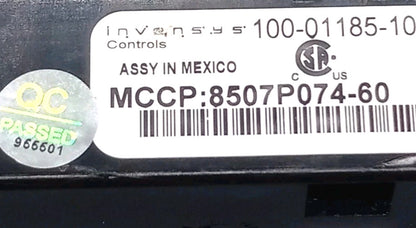 invensys 100-01185-10
Controls
ASSY IN MEXICO
C US
MCCP:8507P074-60
QC
PASSED
966601